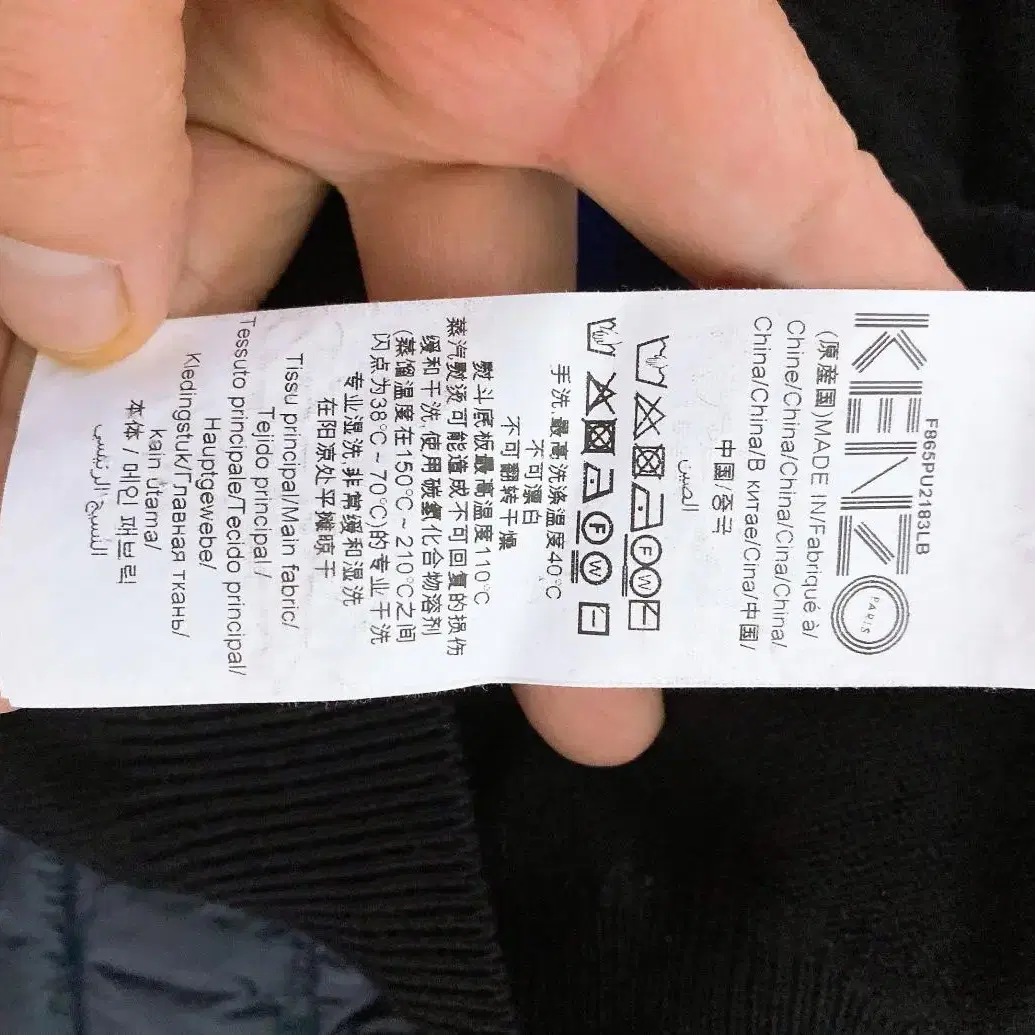 F865PU2183LB
KENZO
PARIS
(原産国)MADE IN/Fabriqué à/
Chine/China/China/Cina/China/
China/China/В китае/Cina/中国/
中国/중국
الصين
手洗,最高洗涤温度40°C
不可漂白
不可翻转干燥
熨斗底板最高温度110°C
蒸汽熨烫可能造成不可回复的损伤
缓和干洗,使用碳氢化合物溶剂
(蒸馏温度在150°C ~ 210°C之间
闪点为38°C ~ 70°C)的专业干洗
专业湿洗,非常缓和湿洗
在阳凉处平摊晾干
Tissu principal/Main fabric/
Tejido principal /
Tessuto principale/Tecido principal/
Hauptgewebe/
Kledingstuk/Главная ткань/
kain utama/
本体 / 메인 패브릭
النسيج الرئيسي